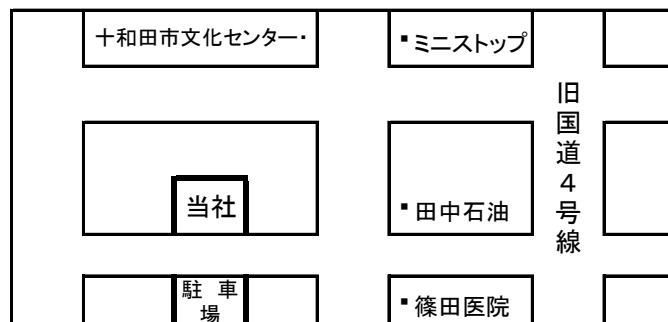 十和田市文化センター・
▪ミニストップ
旧国道４号線
当社
▪田中石油
駐 車
場
▪篠田医院